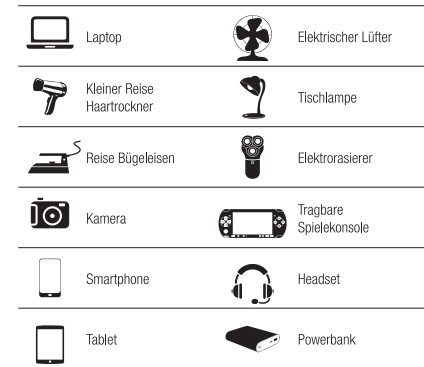 Laptop
Elektrischer Lüfter
Kleiner Reise
Haartrockner
Tischlampe
Reise Bügeleisen
Elektrorasierer
Kamera
Tragbare
Spielekonsole
Smartphone
Headset
Tablet
Powerbank